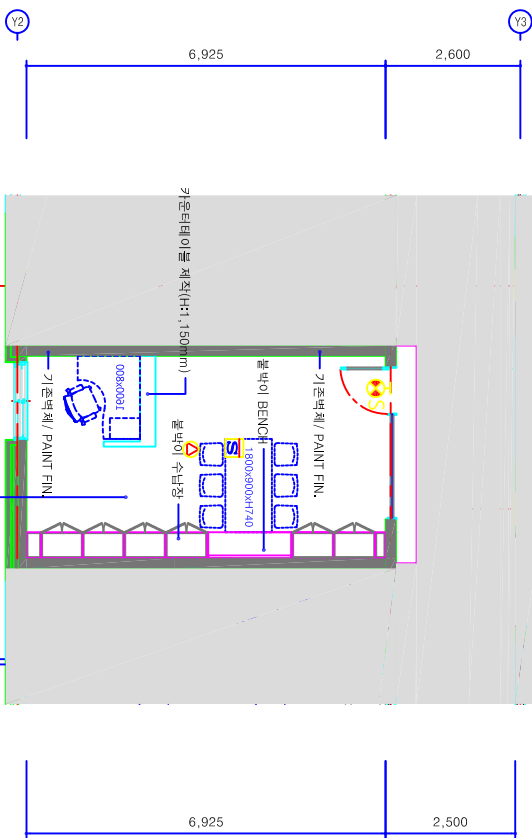 Y2
Y3
6,925
2,600
카운터테이블 제작(H:1,150mm)
기존벽체/ PAINT FIN.
1600x800
붙박이 수납장
붙박이 BENCH
1800x900xH740
기존벽체/ PAINT FIN.
S
S
6,925
2,500